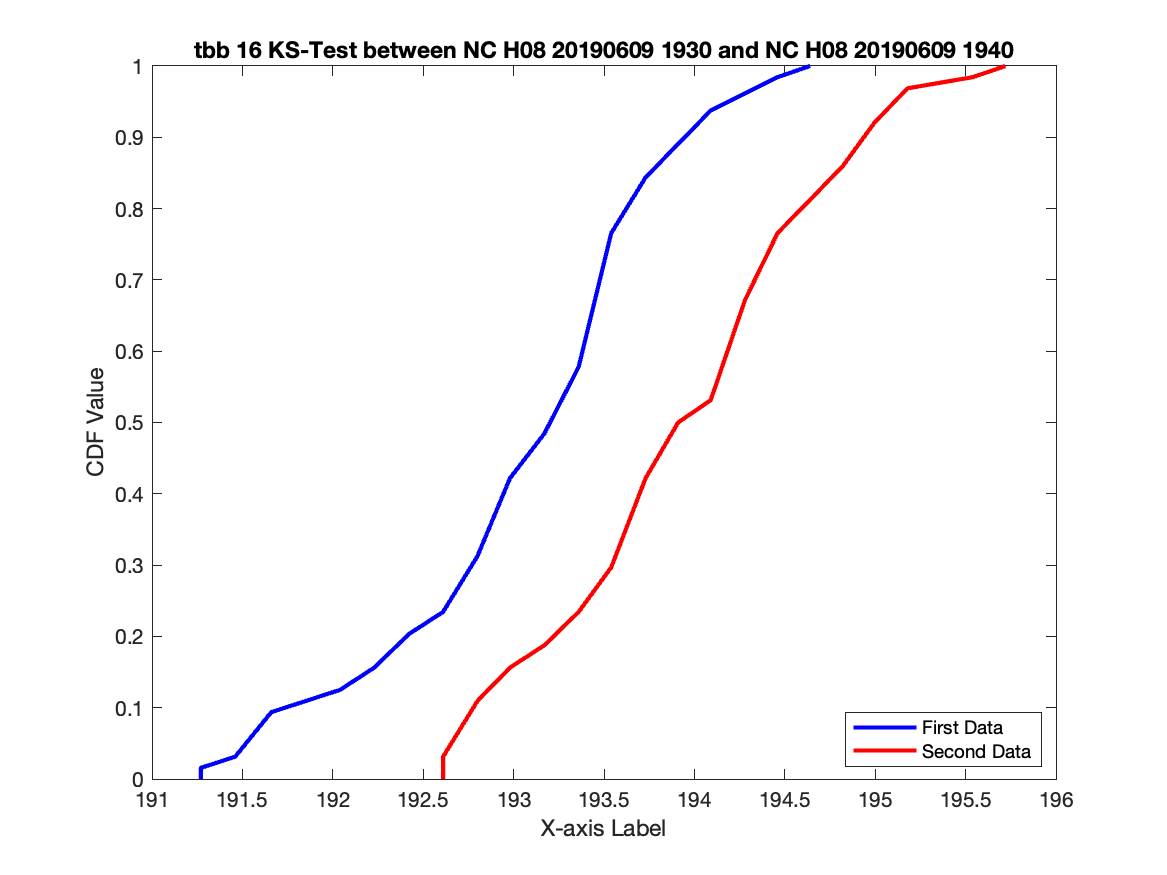 tbb 16 KS-Test between NC H08 20190609 1930 and NC H08 20190609 1940
1
0.9
0.8
0.7
0.6
0.5
0.4
0.3
0.2
0.1
0
CDF Value
First Data
Second Data
191 191.5 192 192.5 193 193.5 194 194.5 195 195.5 196
X-axis Label